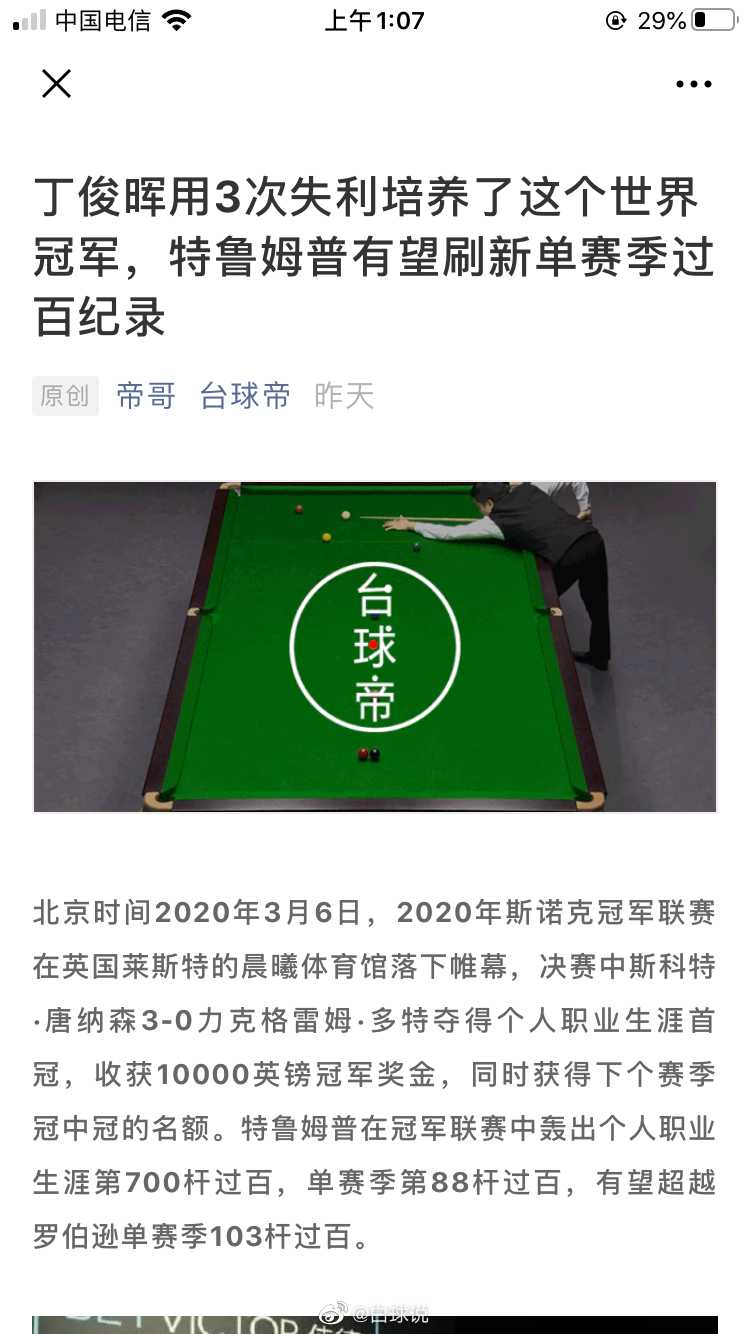 中国电信
上午1:07
29%
丁俊晖用3次失利培养了这个世界
冠军，特鲁姆普有望刷新单赛季过
百纪录
原创 帝哥 台球帝 昨天
台
球
帝
北京时间2020年3月6日，2020年斯诺克冠军联赛
在英国莱斯特的晨曦体育馆落下帷幕，决赛中斯科特
·唐纳森3-0力克格雷姆·多特夺得个人职业生涯首
冠，收获10000英镑冠军奖金，同时获得下个赛季
冠中冠的名额。特鲁姆普在冠军联赛中轰出个人职业
生涯第700杆过百，单赛季第88杆过百，有望超越
罗伯逊单赛季103杆过百。